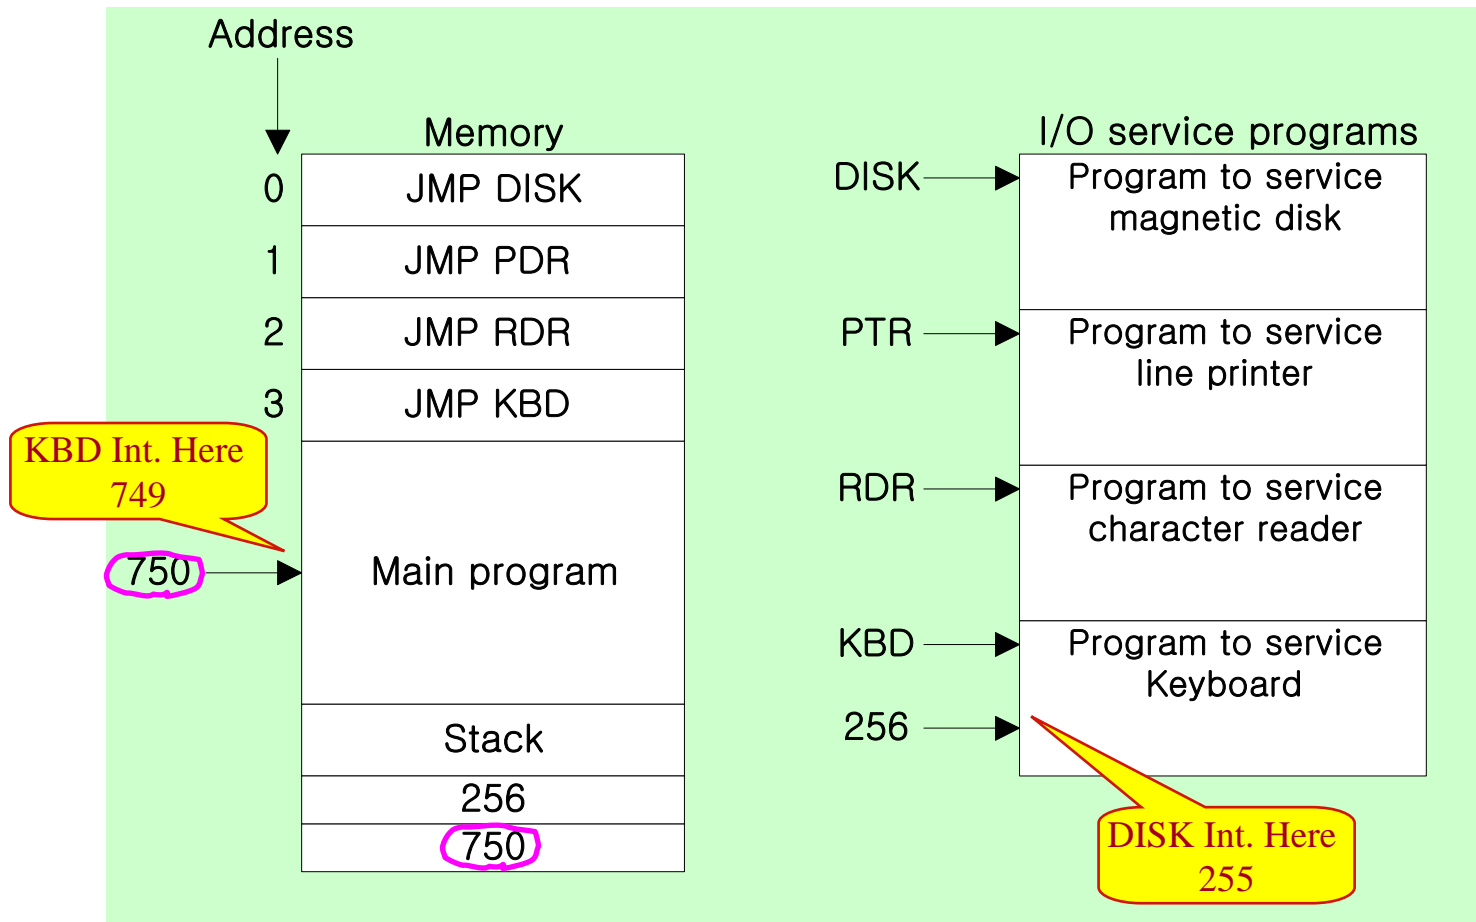 Address
Memory
0
JMP DISK
1
JMP PDR
2
JMP RDR
3
JMP KBD
KBD Int. Here
749
750
Main program
Stack
256
750
I/O service programs
DISK
Program to service
magnetic disk
PTR
Program to service
line printer
RDR
Program to service
character reader
KBD
Program to service
Keyboard
256
DISK Int. Here
255